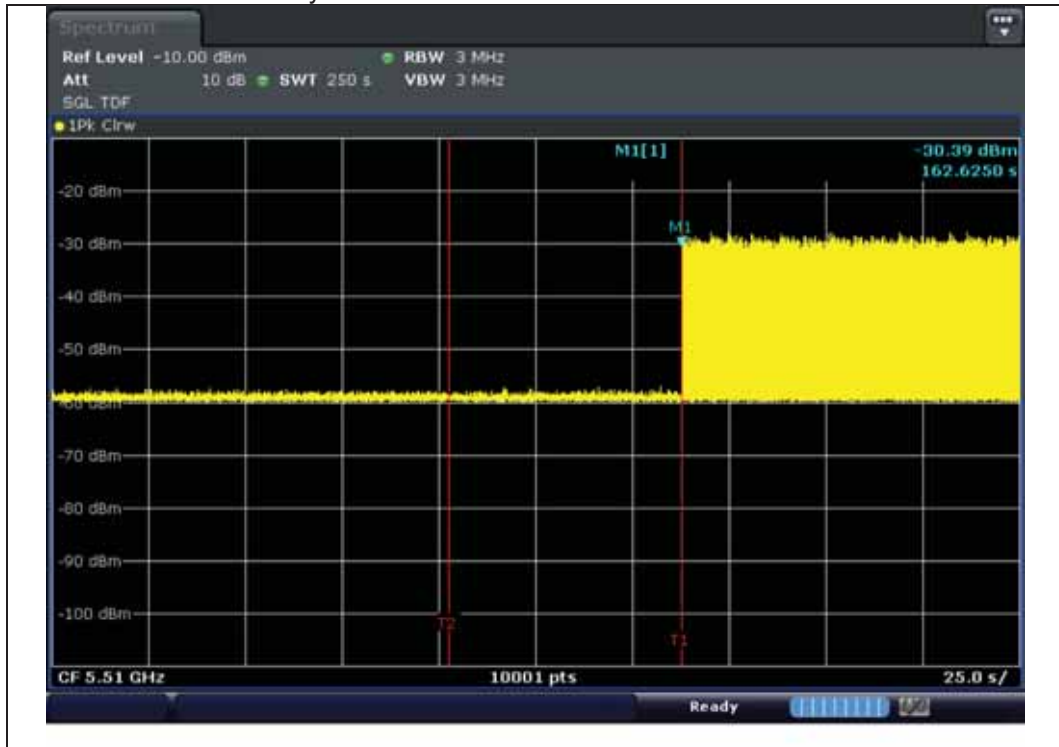 Spectrum
Ref Level -10.00 dBm RBW 3 MHz
Att 10 dB SWT 250 s VBW 3 MHz
SGL TDF
1Pk Clrw
M1[1] -30.39 dBm
162.6250 s
-20 dBm
M1
-30 dBm
-40 dBm
-50 dBm
-60 dBm
-70 dBm
-80 dBm
-90 dBm
-100 dBm
T2
T1
CF 5.51 GHz 10001 pts 25.0 s/
Ready